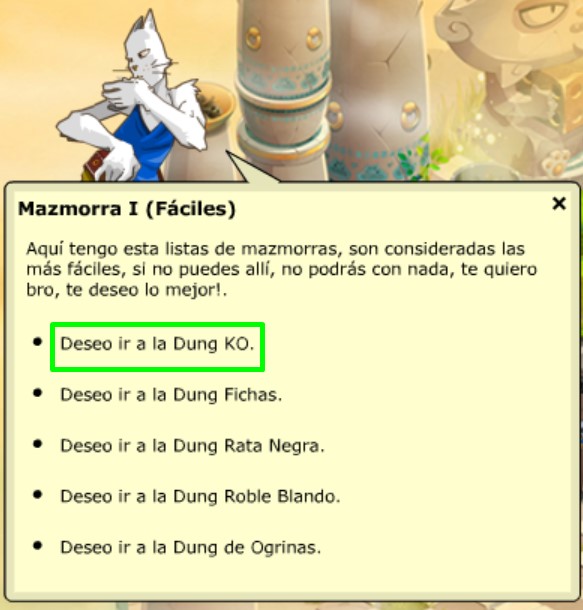 Mazmorra I (Fáciles)
Aquí tengo esta listas de mazmorras, son consideradas las
más fáciles, si no puedes allí, no podrás con nada, te quiero
bro, te deseo lo mejor!.
Deseo ir a la Dung KO.
Deseo ir a la Dung Fichas.
Deseo ir a la Dung Rata Negra.
Deseo ir a la Dung Roble Blando.
Deseo ir a la Dung de Ogrinas.